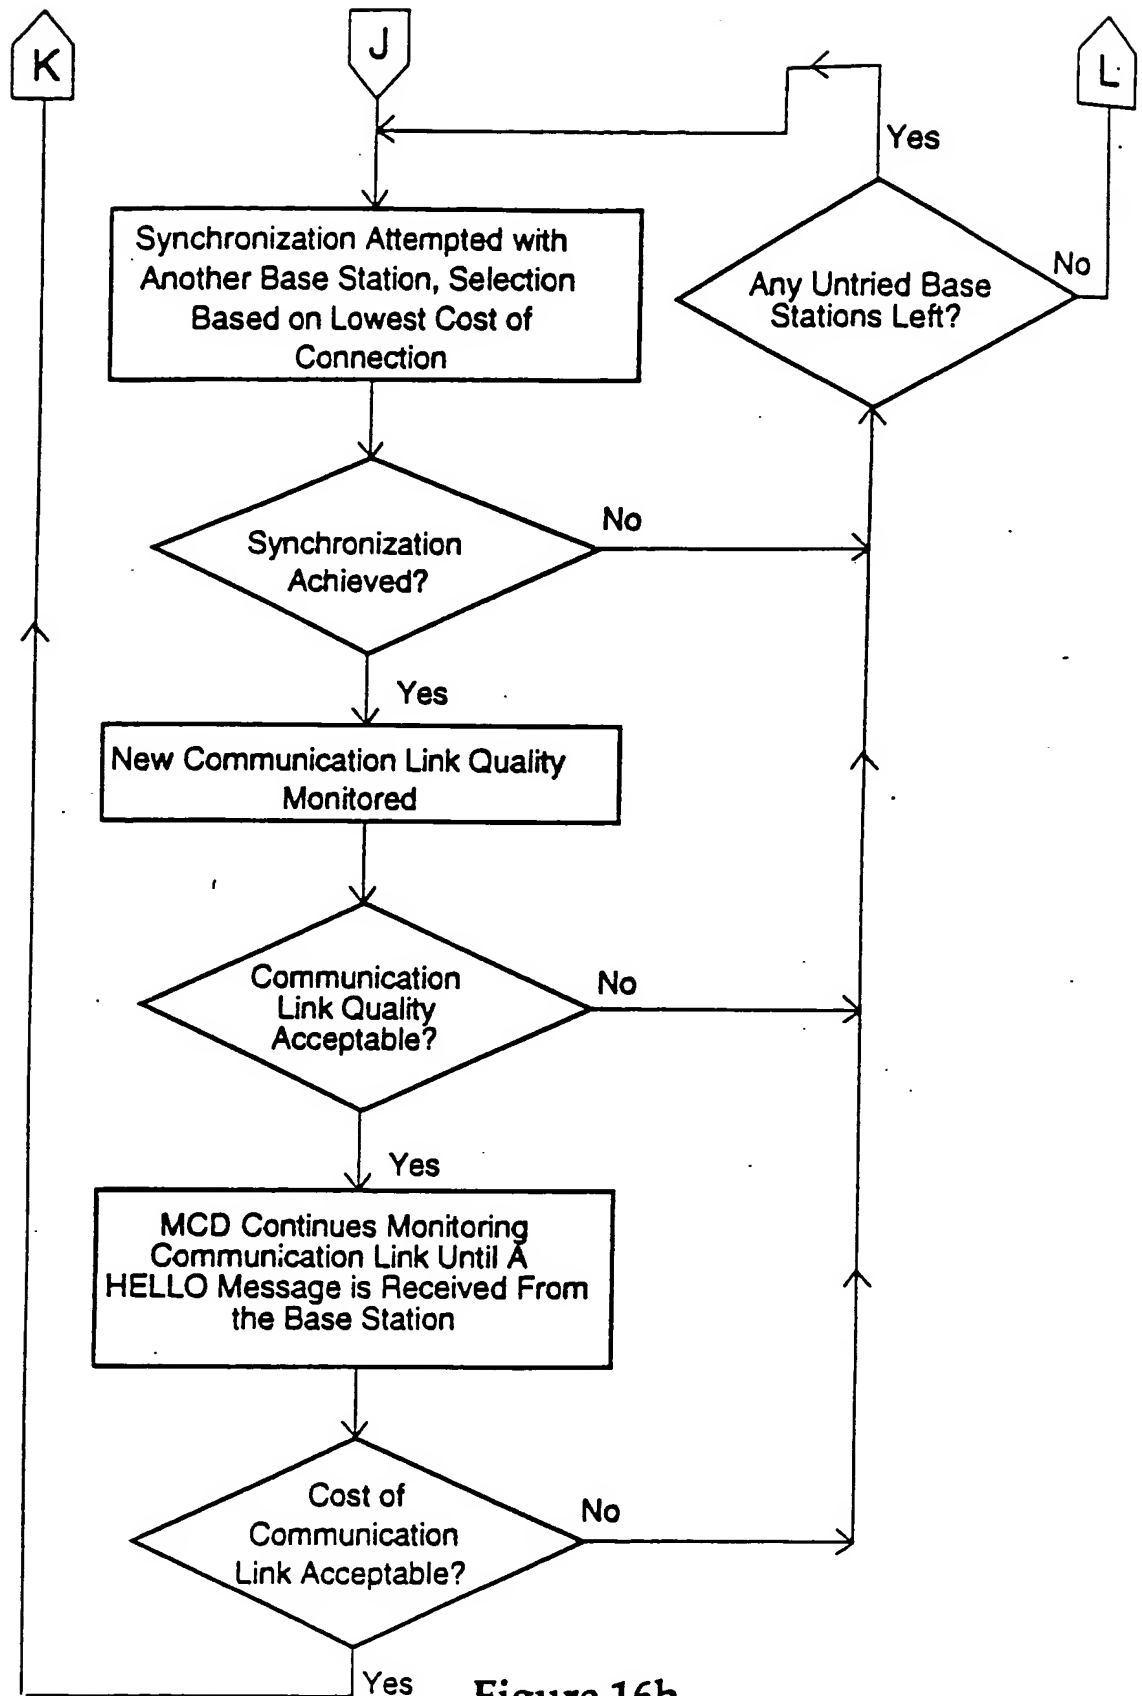 K
J
L
Yes
Synchronization Attempted with
Another Base Station, Selection
Based on Lowest Cost of
Connection
Any Untried Base
Stations Left?
No
Synchronization
Achieved?
No
Yes
New Communication Link Quality
Monitored
Communication
Link Quality
Acceptable?
No
Yes
MCD Continues Monitoring
Communication Link Until A
HELLO Message is Received From
the Base Station
Cost of
Communication
Link Acceptable?
No
Yes
Figure 16b